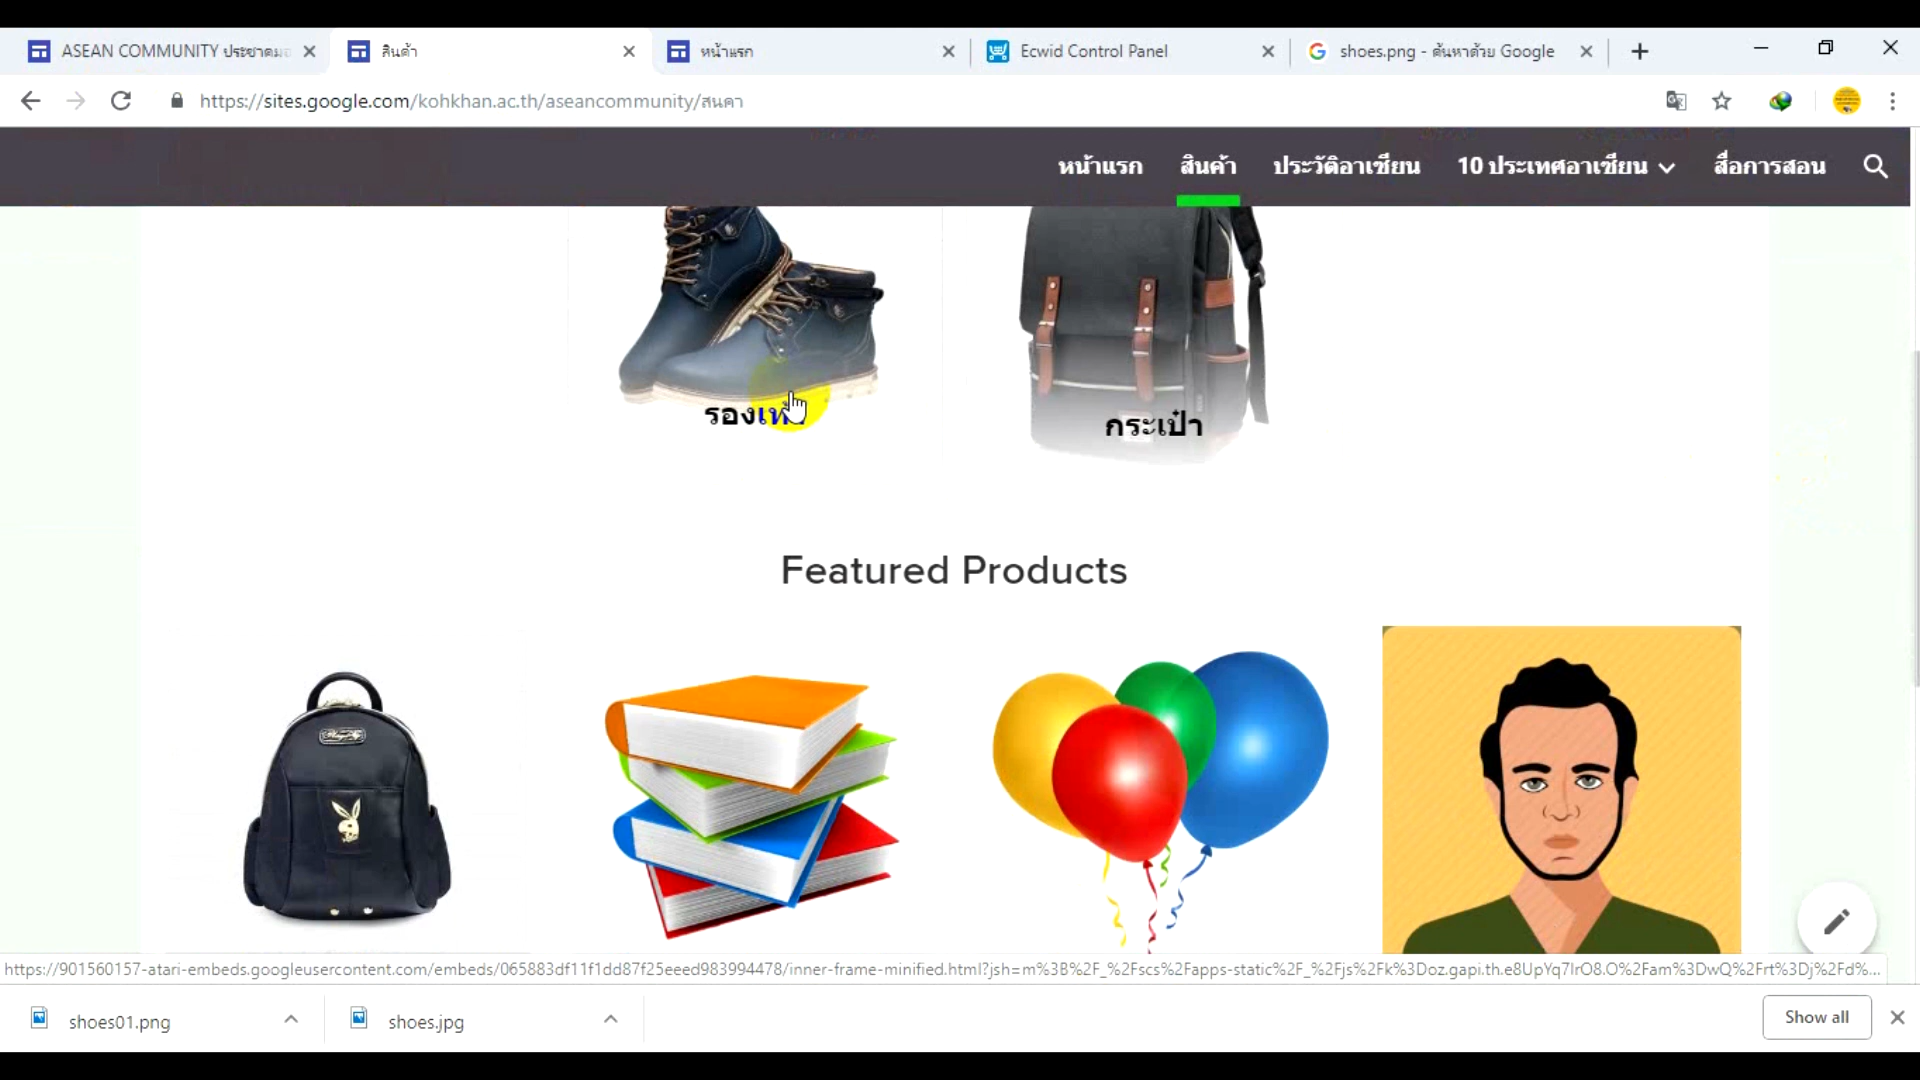 ASEAN COMMUNITY ประชาคมอ
สินค้า
หน้าแรก
Ecwid Control Panel
shoes.png - ค้นหาด้วย Google
https://sites.google.com/kohkhan.ac.th/aseancommunity/สนคา
หน้าแรก
สินค้า
ประวัติอาเซียน
10 ประเทศอาเซียน
สื่อการสอน
รองเท้า
กระเป๋า
Featured Products
https://901560157-atari-embeds.googleusercontent.com/embeds/065883df11f1dd87f25eeed983994478/inner-frame-minified.html?jsh=m%3B%2F_%2Fscs%2Fapps-static%2F_%2Fjs%2Fk%3Doz.gapi.th.e8UpYq7IrO8.O%2Fam%3DwQ%2Frt%3Dj%2Fd%...
shoes01.png
shoes.jpg
Show all